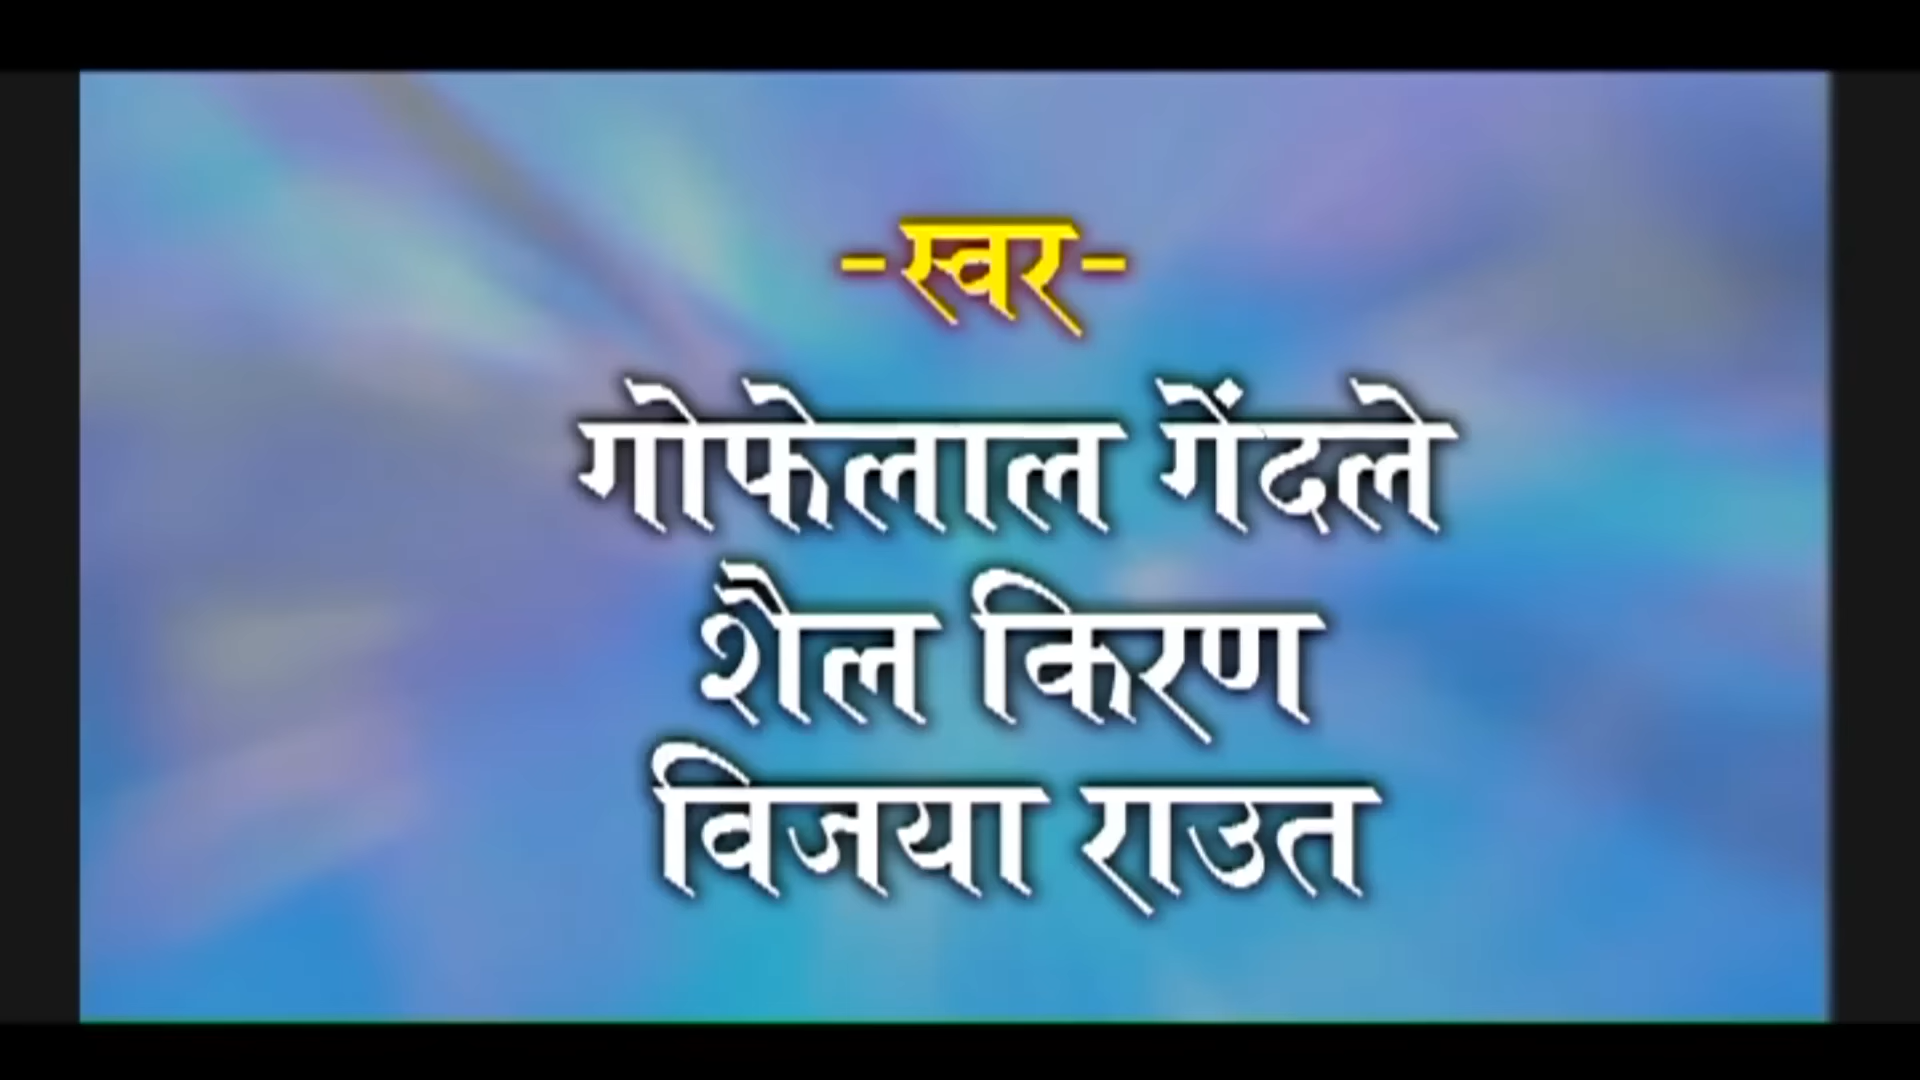 -स्वर-
गोफेलाल गेंदले
शैल किरण
विजया राउत